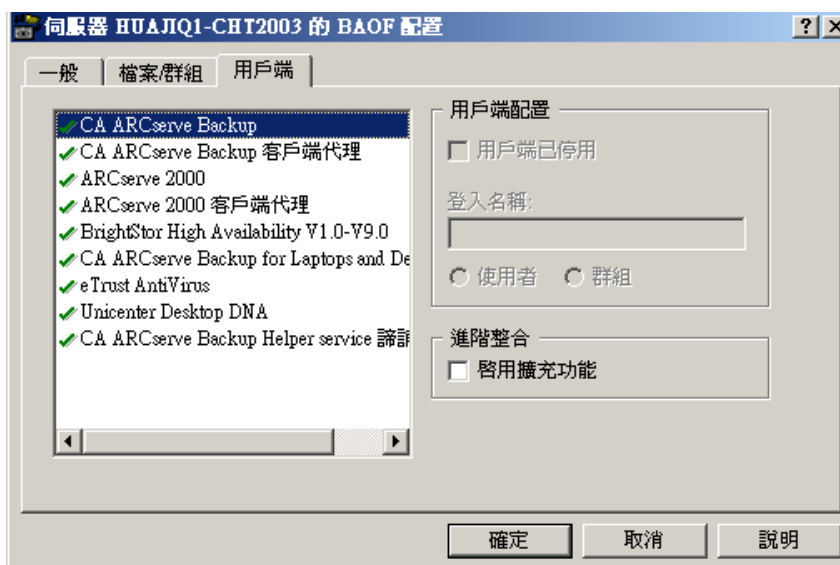 伺服器 HUAJIQ1-CHT2003 的 BAOF 配置
一般
檔案/群組
用戶端
CA ARCserve Backup
CA ARCserve Backup 客戶端代理
ARCserve 2000
ARCserve 2000 客戶端代理
BrightStor High Availability V1.0-V9.0
CA ARCserve Backup for Laptops and De
eTrust AntiVirus
Unicenter Desktop DNA
CA ARCserve Backup Helper service
用戶端配置
用戶端已停用
登入名稱:
使用者
群組
進階整合
啓用擴充功能
確定
取消
說明